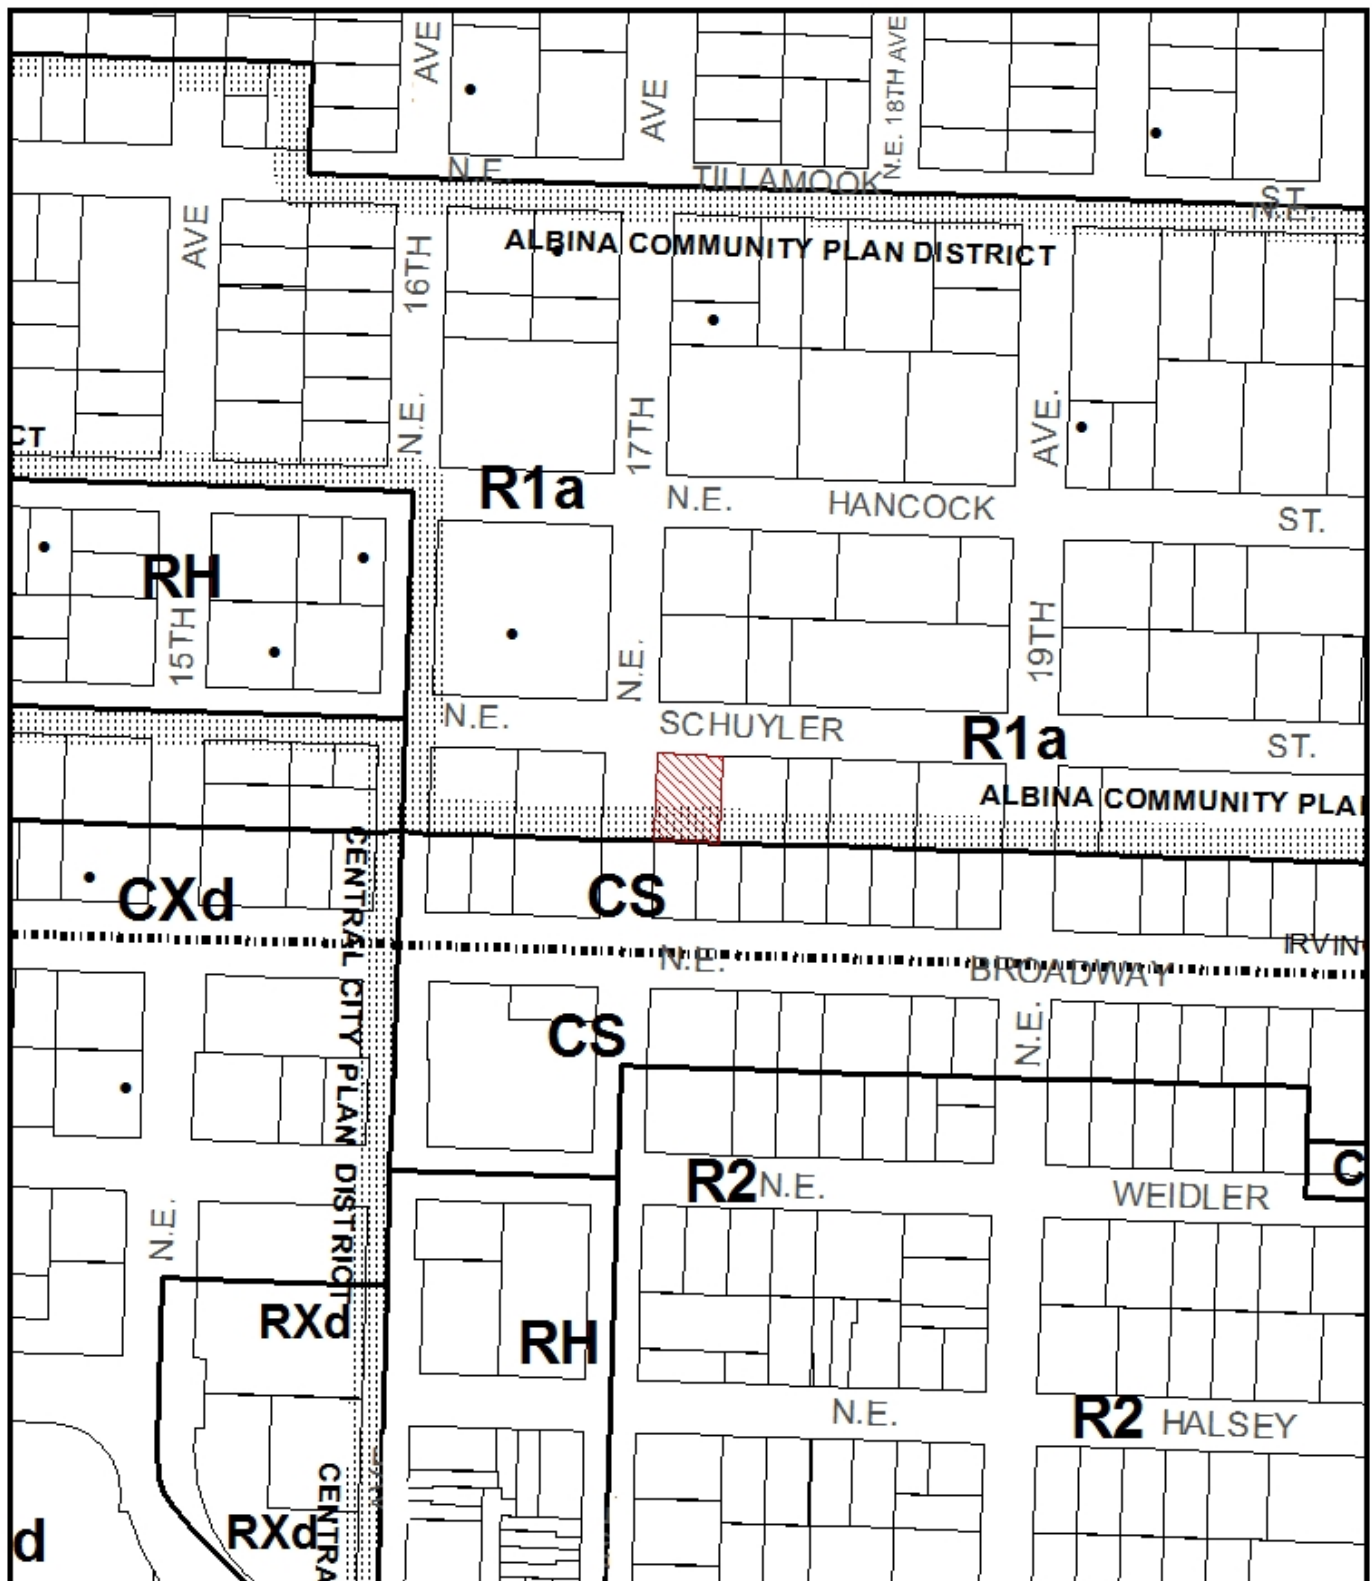 AVE
AVE
N.E. 18TH AVE
N.E.
TILLAMOOK
ST.
N.E.
AVE
16TH
ALBINA COMMUNITY PLAN DISTRICT
N.E.
17TH
AVE.
CT
R1a
N.E.
HANCOCK
ST.
RH
15TH
N.E.
19TH
N.E.
SCHUYLER
R1a
ST.
ALBINA COMMUNITY PLA
CXd
CS
CENTRAL CITY PLAN DISTRICT
N.E.
BROADWAY
IRVIN
CS
N.E.
R2
N.E.
WEIDLER
C
N.E.
RXd
RH
N.E.
R2
HALSEY
CENTRA
RXd
d